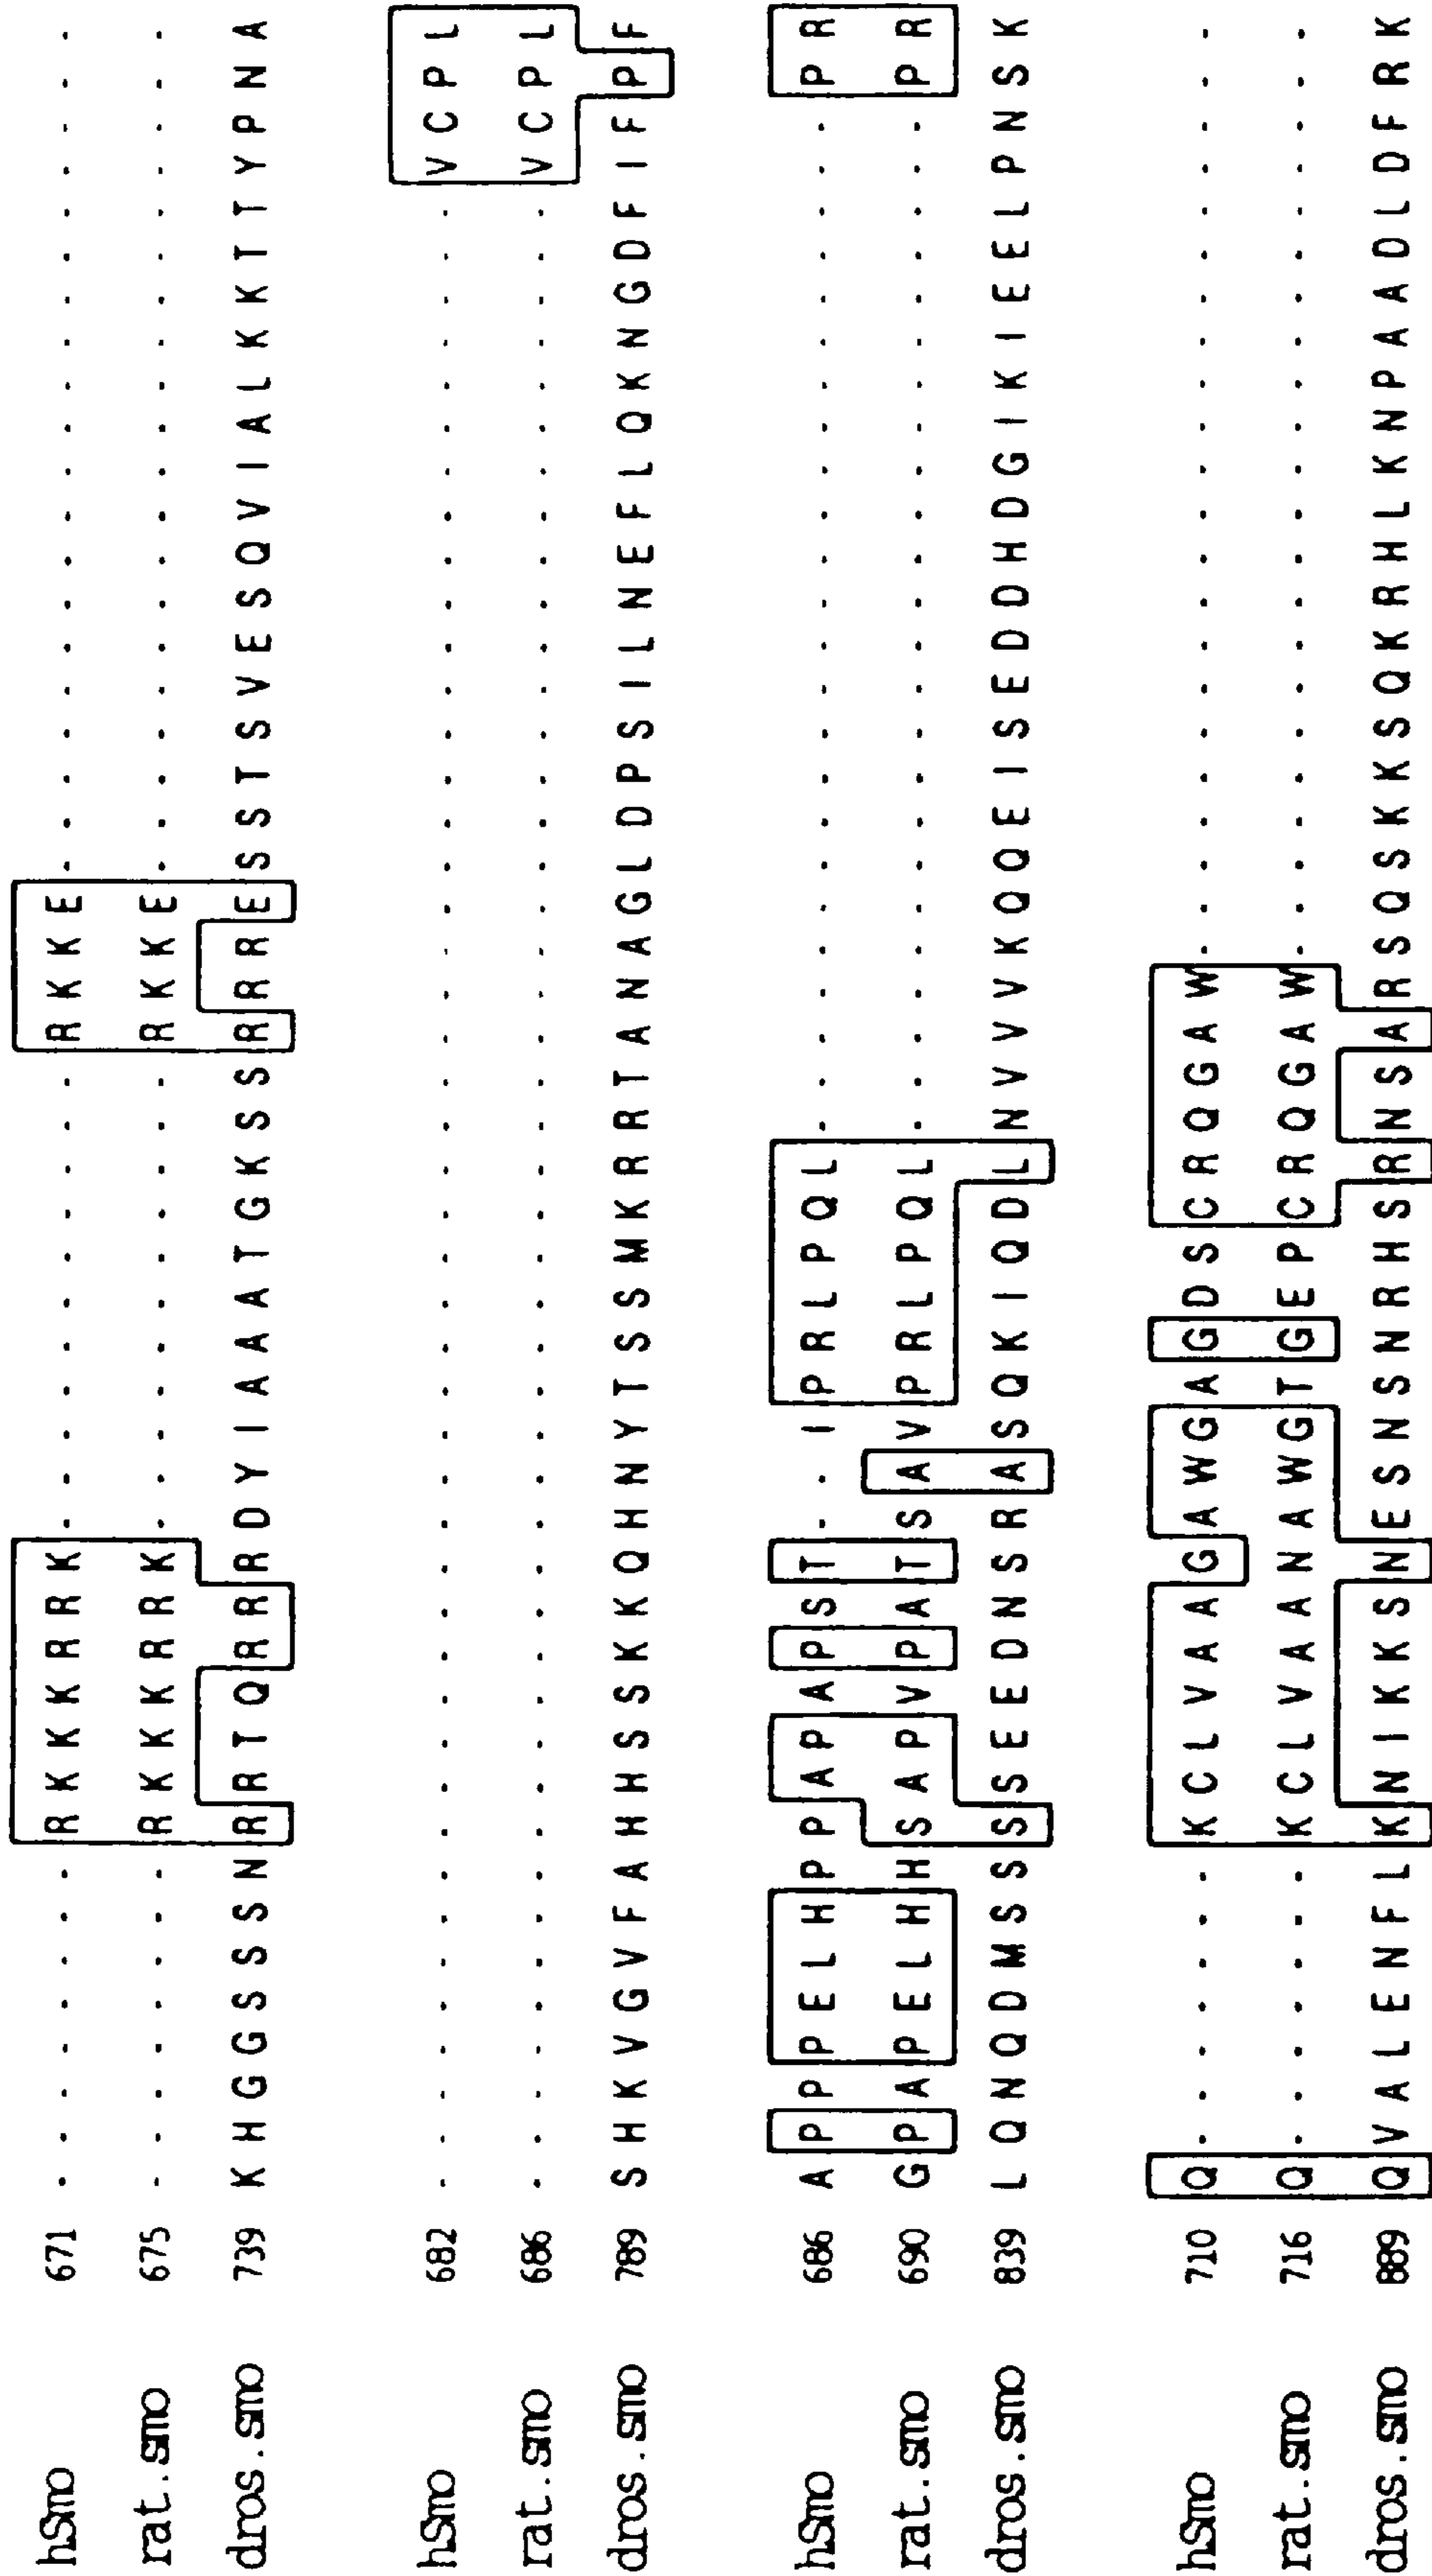 hSmo 671 . . . . . . . . R K K K R R K . . . . . . . . . . . R K K E . . . . . . . . . . . . . . . . . . . .
rat.smo 675 . . . . . . . . R K K K R R K . . . . . . . . . . . R K K E . . . . . . . . . . . . . . . . . . . .
dros.smo 739 K H G G S S S N R R T Q R R R D Y I A A A T G K S S R R R E S S T S V E S Q V I A L K K T T Y P N A
hSmo 682 . . . . . . . . . . . . . . . . . . . . . . . . . . . . . . . . . . . . . . . . . . . . . . V C P L
rat.smo 686 . . . . . . . . . . . . . . . . . . . . . . . . . . . . . . . . . . . . . . . . . . . . . . V C P L
dros.smo 789 S H K V G V F A H H S S K K Q H N Y T S S M K R R T A N A G L D P S I L N E F L Q K N G D F I F P F
hSmo 686 A P P P E L H P P A P A P S T . . I P R L P Q L . . . . . . . . . . . . . . . . . . . . . . . . P R
rat.smo 690 G P A P E L H H S A P V P A T S A V P R L P Q L . . . . . . . . . . . . . . . . . . . . . . . . P R
dros.smo 839 L Q N Q D M S S S S E E D N S R A S Q K I Q D L N V V V K Q Q E I S E D D H D G I K I E E L P N S K
hSmo 710 Q . . . . . . . K C L V A A G A W G A G D S C R Q G A W . . . . . . . . . . . . . . . . . . . . . .
rat.smo 716 Q . . . . . . . K C L V A A N A W G T G E P C R Q G A W . . . . . . . . . . . . . . . . . . . . . .
dros.smo 889 Q V A L E N F L K N I K K S N E S N S N R H S R N S A R S Q S K K S Q K R H L K N P A A D L D F R K